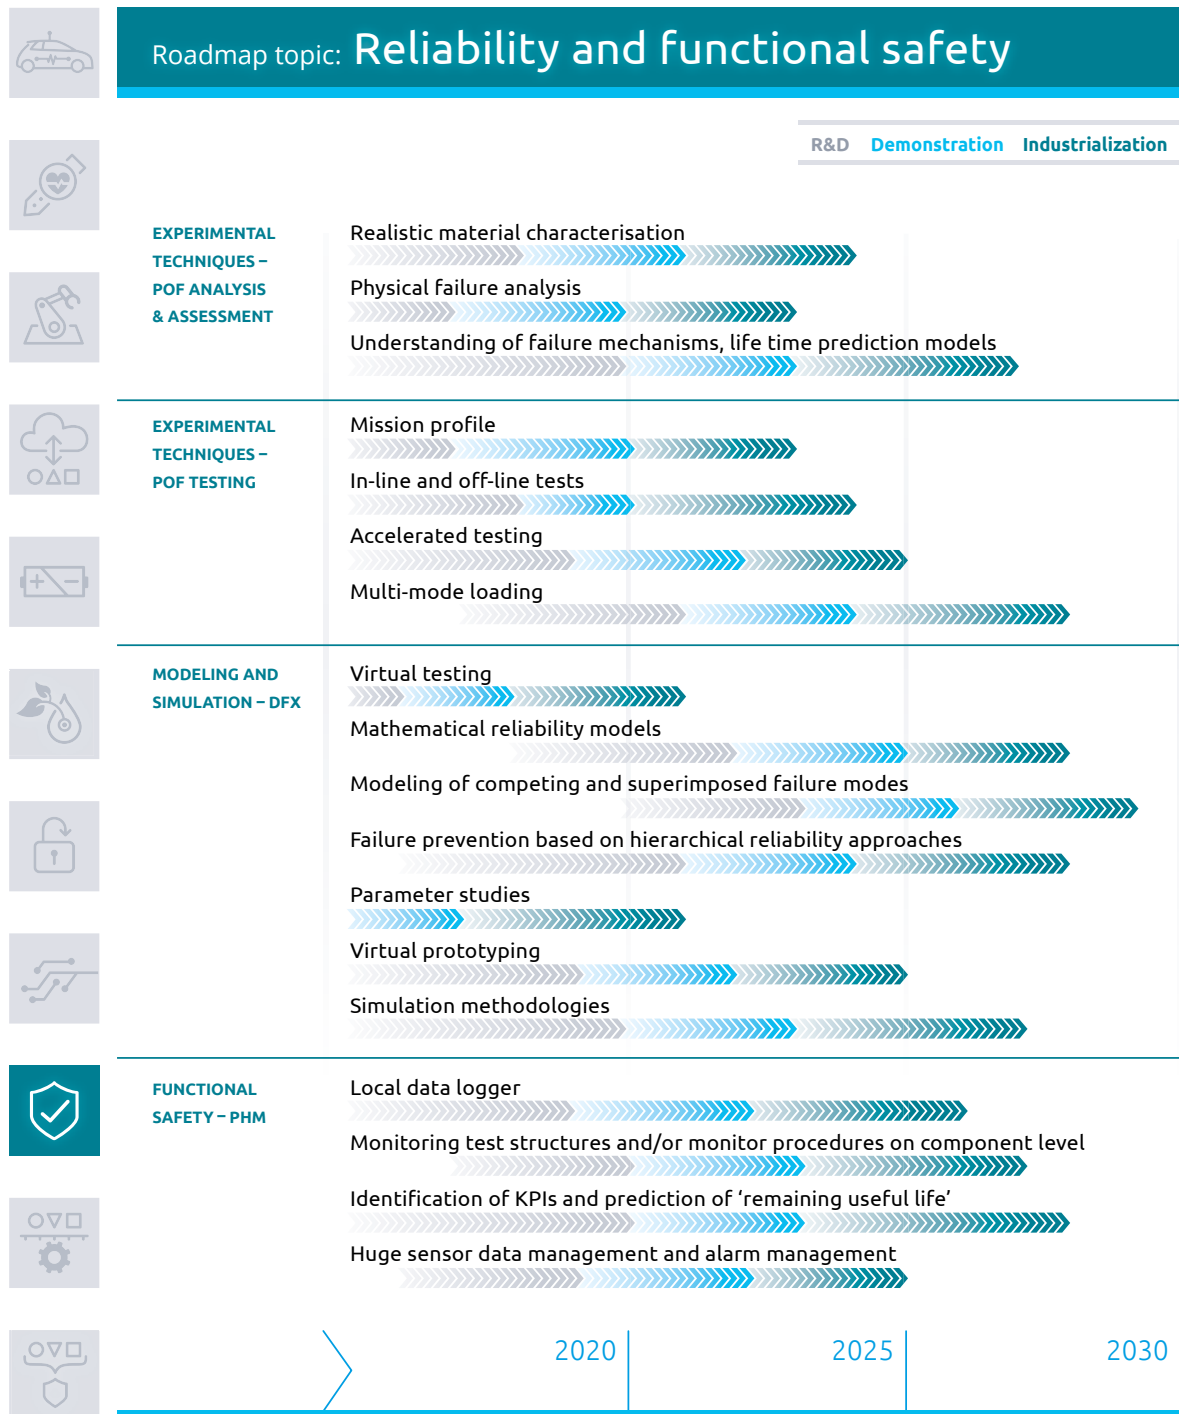 Roadmap topic: Reliability and functional safety
R&D Demonstration Industrialization
EXPERIMENTAL
TECHNIQUES –
POF ANALYSIS
& ASSESSMENT
Realistic material characterisation
Physical failure analysis
Understanding of failure mechanisms, life time prediction models
EXPERIMENTAL
TECHNIQUES –
POF TESTING
Mission profile
In-line and off-line tests
Accelerated testing
Multi-mode loading
MODELING AND
SIMULATION – DFX
Virtual testing
Mathematical reliability models
Modeling of competing and superimposed failure modes
Failure prevention based on hierarchical reliability approaches
Parameter studies
Virtual prototyping
Simulation methodologies
FUNCTIONAL
SAFETY – PHM
Local data logger
Monitoring test structures and/or monitor procedures on component level
Identification of KPIs and prediction of ‘remaining useful life’
Huge sensor data management and alarm management
2020 2025 2030